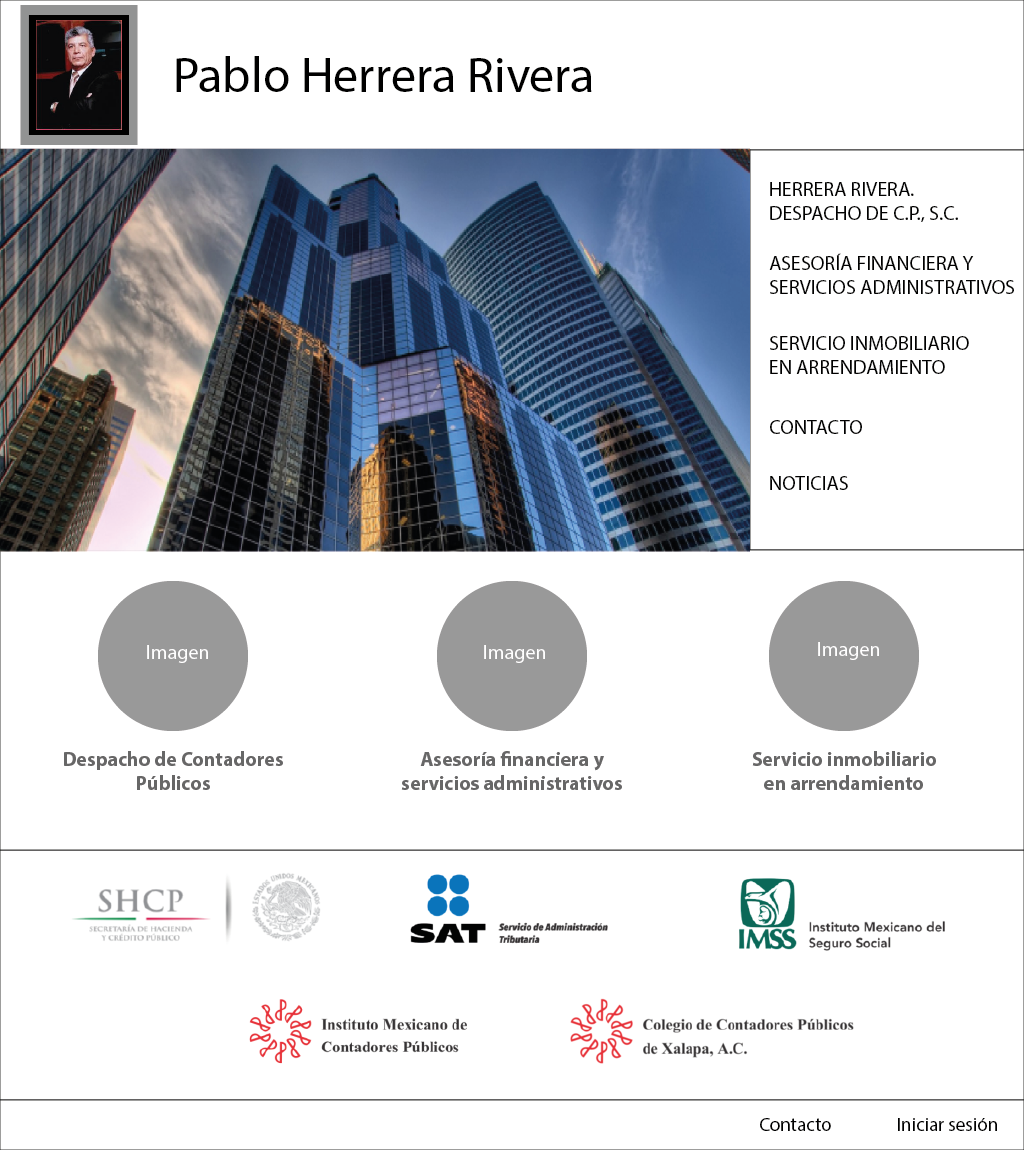 Pablo Herrera Rivera
HERRERA RIVERA.
DESPACHO DE C.P., S.C.
ASESORÍA FINANCIERA Y
SERVICIOS ADMINISTRATIVOS
SERVICIO INMOBILIARIO
EN ARRENDAMIENTO
CONTACTO
NOTICIAS
Imagen
Imagen
Imagen
Despacho de Contadores
Públicos
Asesoría financiera y
servicios administrativos
Servicio inmobiliario
en arrendamiento
SHCP
SECRETARÍA DE HACIENDA
Y CRÉDITO PÚBLICO
ESTADOS UNIDOS MEXICANOS
SAT
Servicio de Administración
Tributaria
IMSS
Instituto Mexicano del
Seguro Social
Instituto Mexicano de
Contadores Públicos
Colegio de Contadores Públicos
de Xalapa, A.C.
Contacto
Iniciar sesión